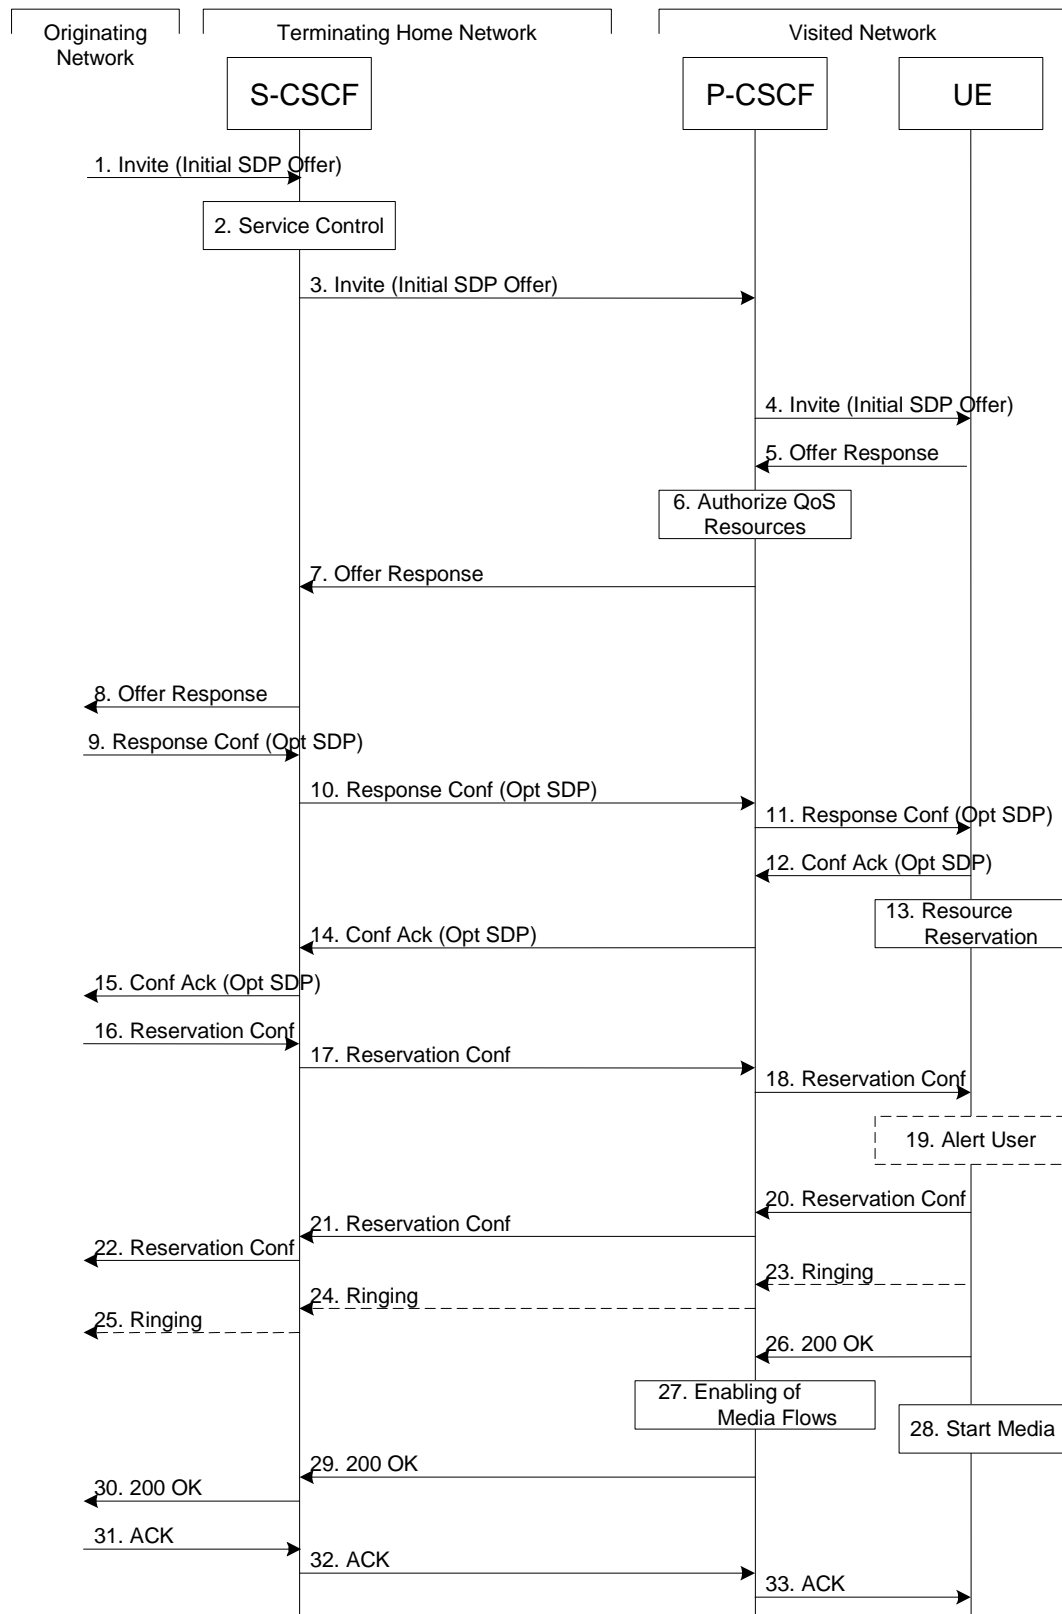 Originating
Network
Terminating Home Network
Visited Network
S-CSCF
P-CSCF
UE
1. Invite (Initial SDP Offer)
2. Service Control
3. Invite (Initial SDP Offer)
4. Invite (Initial SDP Offer)
5. Offer Response
6. Authorize QoS
Resources
7. Offer Response
8. Offer Response
9. Response Conf (Opt SDP)
10. Response Conf (Opt SDP)
11. Response Conf (Opt SDP)
12. Conf Ack (Opt SDP)
13. Resource
Reservation
14. Conf Ack (Opt SDP)
15. Conf Ack (Opt SDP)
16. Reservation Conf
17. Reservation Conf
18. Reservation Conf
19. Alert User
20. Reservation Conf
21. Reservation Conf
22. Reservation Conf
23. Ringing
24. Ringing
25. Ringing
26. 200 OK
27. Enabling of
Media Flows
28. Start Media
29. 200 OK
30. 200 OK
31. ACK
32. ACK
33. ACK